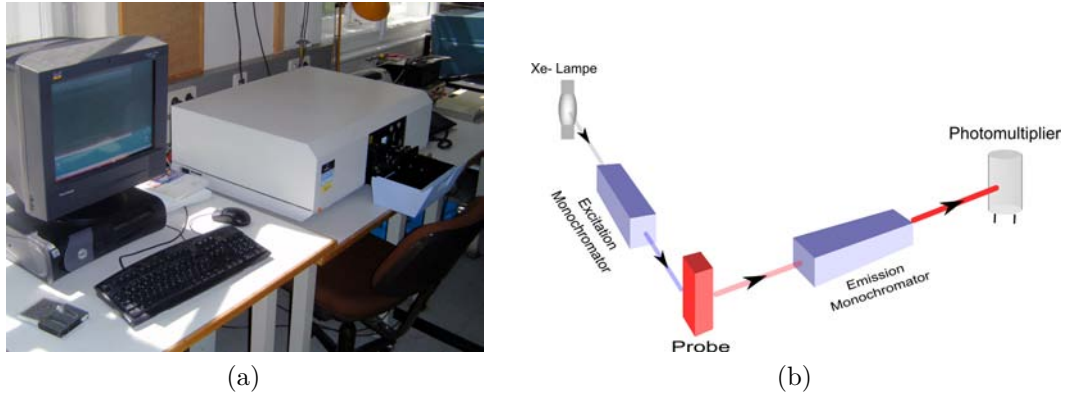 Xe- Lampe
Excitation
Monochromator
Probe
Emission
Monochromator
Photomultiplier
(a)
(b)